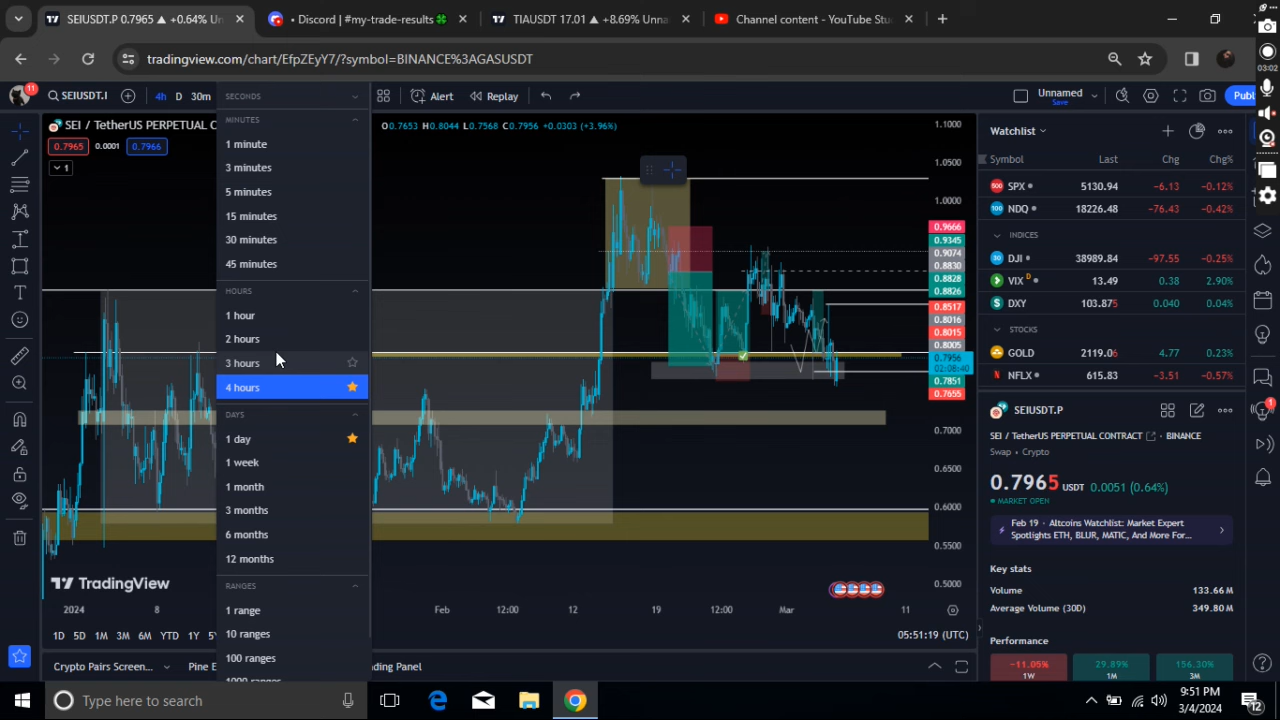 SEIUSDT.P 0.7965 ▲ +0.64% U
• Discord | #my-trade-results🍀
TIAUSDT 17.01 ▲ +8.69% Unna
Channel content - YouTube Stu
tradingview.com/chart/EfpZEyY7/?symbol=BINANCE%3AGASUSDT
03:02
11
SEIUSDT.I
4h
D
30m
Alert
Replay
Unnamed
Save
Publ
SEI / TetherUS PERPETUAL CONTRACT
O0.7653 H0.8044 L0.7568 C0.7956 +0.0303 (+3.96%)
0.7965
0.0001
0.7966
1
SECONDS
MINUTES
1 minute
3 minutes
5 minutes
15 minutes
30 minutes
45 minutes
HOURS
1 hour
2 hours
3 hours
4 hours
DAYS
1 day
1 week
1 month
3 months
6 months
12 months
RANGES
1 range
10 ranges
100 ranges
1.1000
1.0500
1.0000
0.9666
0.9345
0.9074
0.8830
0.8828
0.8826
0.8517
0.8016
0.8015
0.8005
0.7956
02:08:40
0.7851
0.7655
0.7000
0.6500
0.6000
0.5500
0.5000
TradingView
2024
8
Feb
12:00
12
19
12:00
Mar
11
1D 5D 1M 3M 6M YTD 1Y
05:51:19 (UTC)
Crypto Pairs Screen...
Pine E
ading Panel
Watchlist
Symbol Last Chg Chg%
SPX 5130.94 -6.13 -0.12%
NDQ 18226.48 -76.43 -0.42%
INDICES
DJI 38989.84 -97.55 -0.25%
VIX D 13.49 0.38 2.90%
DXY 103.875 0.040 0.04%
STOCKS
GOLD 2119.06 4.77 0.23%
NFLX 615.83 -3.51 -0.57%
SEIUSDT.P
SEI / TetherUS PERPETUAL CONTRACT • BINANCE
Swap • Crypto
0.7965 USDT 0.0051 (0.64%)
MARKET OPEN
Feb 19 • Altcoins Watchlist: Market Expert
Spotlights ETH, BLUR, MATIC, And More For...
Key stats
Volume 133.66 M
Average Volume (30D) 349.80 M
Performance
-11.05%
1W
29.89%
1M
156.30%
3M
1
Type here to search
9:51 PM
3/4/2024
12